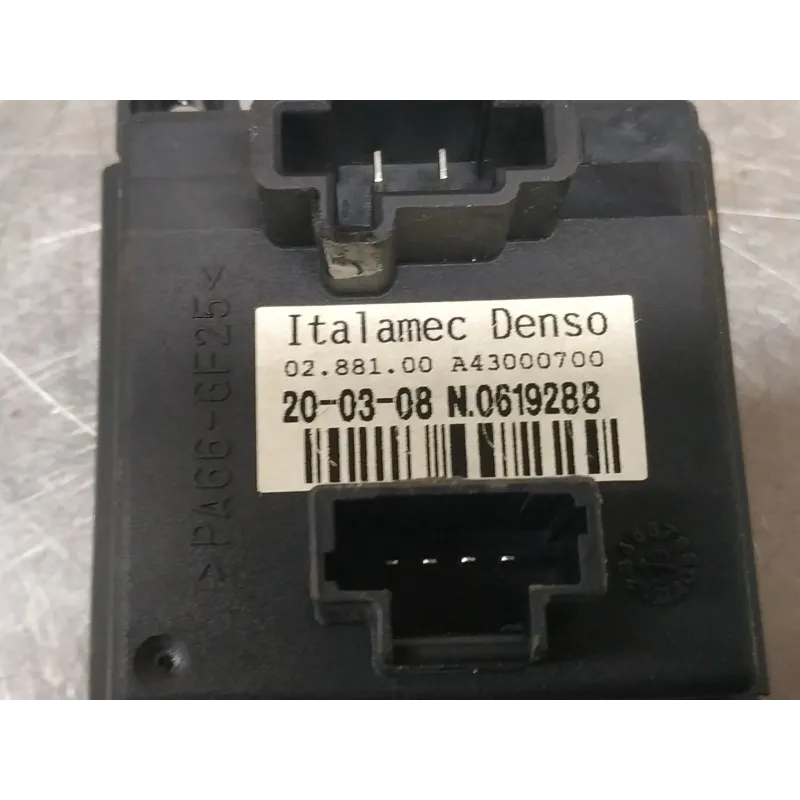 Italamec Denso
02.881.00 A43000700
20-03-08 N.0619288
>PA66-GF25<